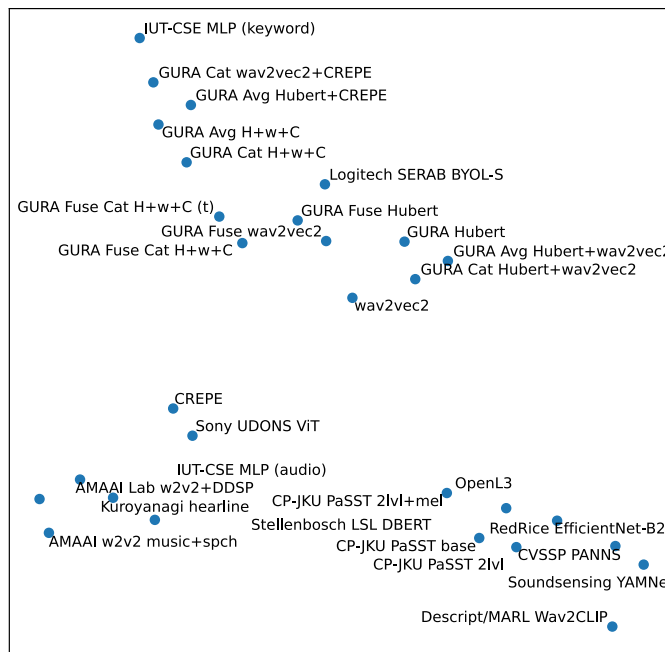 IUT-CSE MLP (keyword)
GURA Cat wav2vec2+CREPE
GURA Avg Hubert+CREPE
GURA Avg H+w+C
GURA Cat H+w+C
Logitech SERAB BYOL-S
GURA Fuse Cat H+w+C (t)
GURA Fuse Hubert
GURA Fuse wav2vec2
GURA Hubert
GURA Fuse Cat H+w+C
GURA Avg Hubert+wav2vec2
GURA Cat Hubert+wav2vec2
wav2vec2
CREPE
Sony UDONS ViT
IUT-CSE MLP (audio)
OpenL3
AMAAI Lab w2v2+DDSP
CP-JKU PaSST 2lvl+mel
Kuroyanagi hearline
Stellenbosch LSL DBERT
RedRice EfficientNet-B2
AMAAI w2v2 music+spch
CP-JKU PaSST base
CVSSP PANNS
CP-JKU PaSST 2lvl
Soundsensing YAMNe
Descript/MARL Wav2CLIP